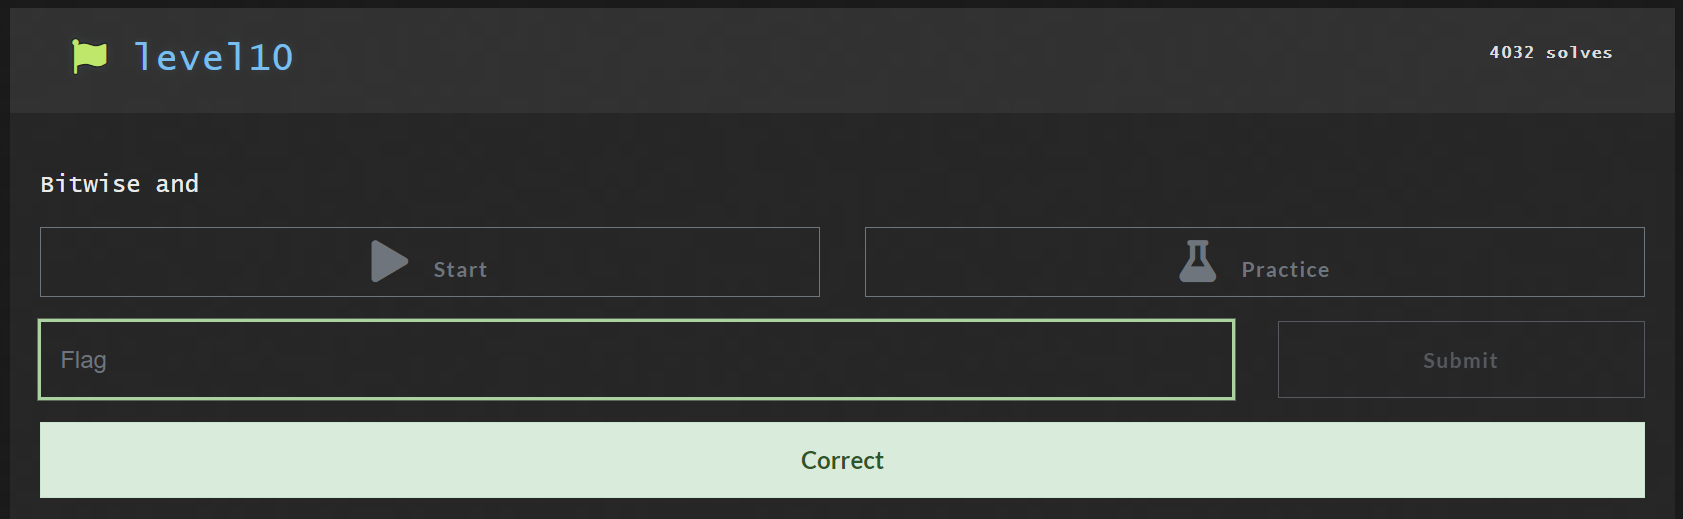 level10
4032 solves
Bitwise and
Start
Practice
Flag
Submit
Correct